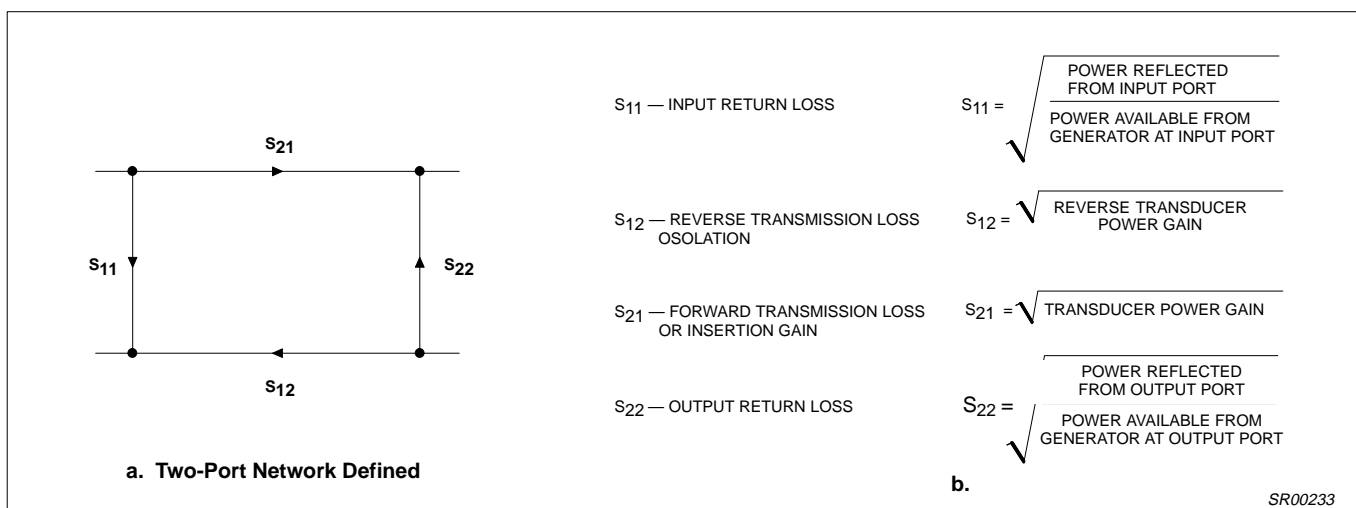 S21
S11
S22
S12
a. Two-Port Network Defined
S11 — INPUT RETURN LOSS
S11 = √
POWER REFLECTED
FROM INPUT PORT
POWER AVAILABLE FROM
GENERATOR AT INPUT PORT
S12 — REVERSE TRANSMISSION LOSS
OSOLATION
S12 = √
REVERSE TRANSDUCER
POWER GAIN
S21 — FORWARD TRANSMISSION LOSS
OR INSERTION GAIN
S21 = √ TRANSDUCER POWER GAIN
S22 — OUTPUT RETURN LOSS
S22 = √
POWER REFLECTED
FROM OUTPUT PORT
POWER AVAILABLE FROM
GENERATOR AT OUTPUT PORT
b.
SR00233